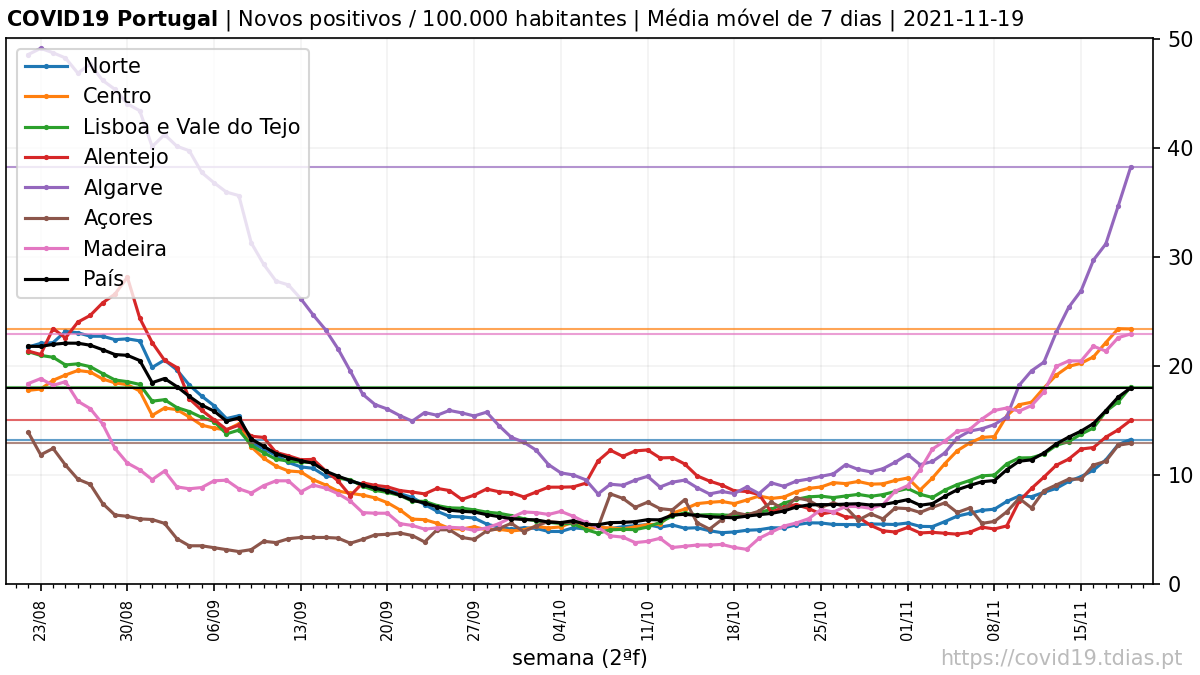 COVID19 Portugal | Novos positivos / 100.000 habitantes | Média móvel de 7 dias | 2021-11-19
Norte
Centro
Lisboa e Vale do Tejo
Alentejo
Algarve
Açores
Madeira
País
50
40
30
20
10
0
23/08 30/08 06/09 13/09 20/09 27/09 04/10 11/10 18/10 25/10 01/11 08/11 15/11
semana (2ªf)
https://covid19.tdias.pt